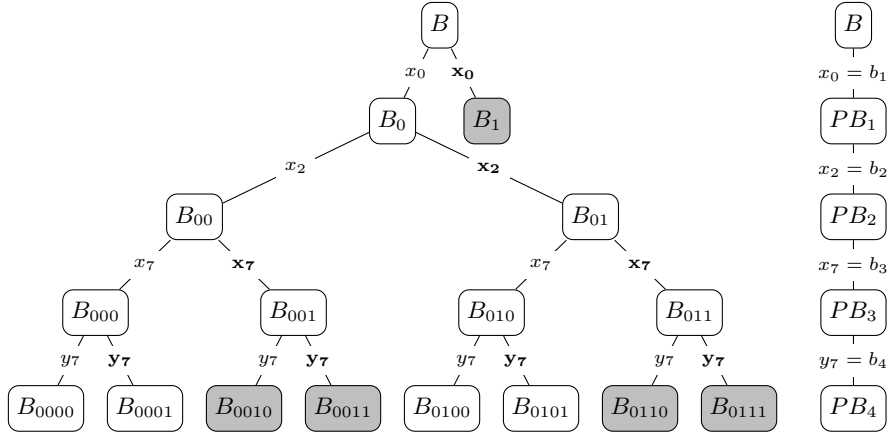 B B
x₀ **x₀** x₀ = b₁
B₀ B₁ PB₁
x₂ **x₂** x₂ = b₂
B₀₀ B₀₁ PB₂
x₇ **x₇** x₇ **x₇** x₇ = b₃
B₀₀₀ B₀₀₁ B₀₁₀ B₀₁₁ PB₃
y₇ **y₇** y₇ **y₇** y₇ **y₇** y₇ **y₇** y₇ = b₄
B₀₀₀₀ B₀₀₀₁ B₀₀₁₀ B₀₀₁₁ B₀₁₀₀ B₀₁₀₁ B₀₁₁₀ B₀₁₁₁ PB₄